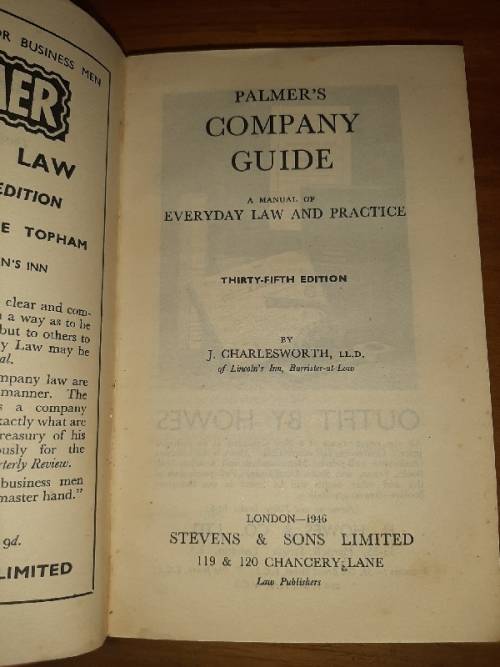 OR BUSINESS MEN
MER
LAW
EDITION
E TOPHAM
N'S INN
clear and com-
a way as to be
but to others to
y Law may be
al.
mpany law are
manner. The
s a company
exactly what are
reasury of his
ously for the
rterly Review.
business men
master hand."
9d.
LIMITED
PALMER'S
COMPANY
GUIDE
A MANUAL OF
EVERYDAY LAW AND PRACTICE
THIRTY-FIFTH EDITION
BY
J. CHARLESWORTH, LL.D.
of Lincoln's Inn, Barrister-at-Law
OUTFIT BY HOWES
LONDON—1946
STEVENS & SONS LIMITED
119 & 120 CHANCERY LANE
Law Publishers